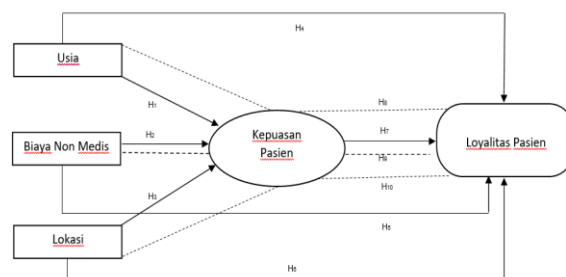 H4
Usia
H1
H8
Kepuasan
Pasien
H2
H7
Biaya Non Medis
Loyalitas Pasien
H9
H3
H10
Lokasi
H5
H6